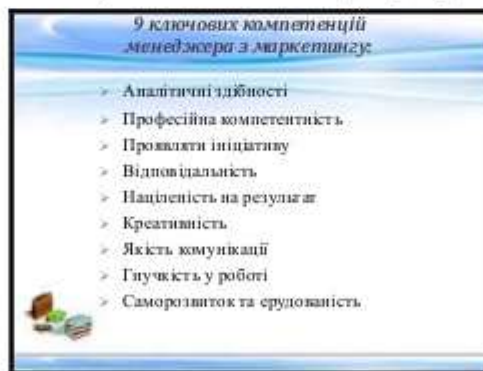 9 ключових компетенцій
менеджера з маркетингу:
Аналітичні здібності
Професійна компетентність
Проявляти ініціативу
Відповідальність
Націленість на результат
Креативність
Якість комунікації
Гнучкість у роботі
Саморозвиток та ерудованість